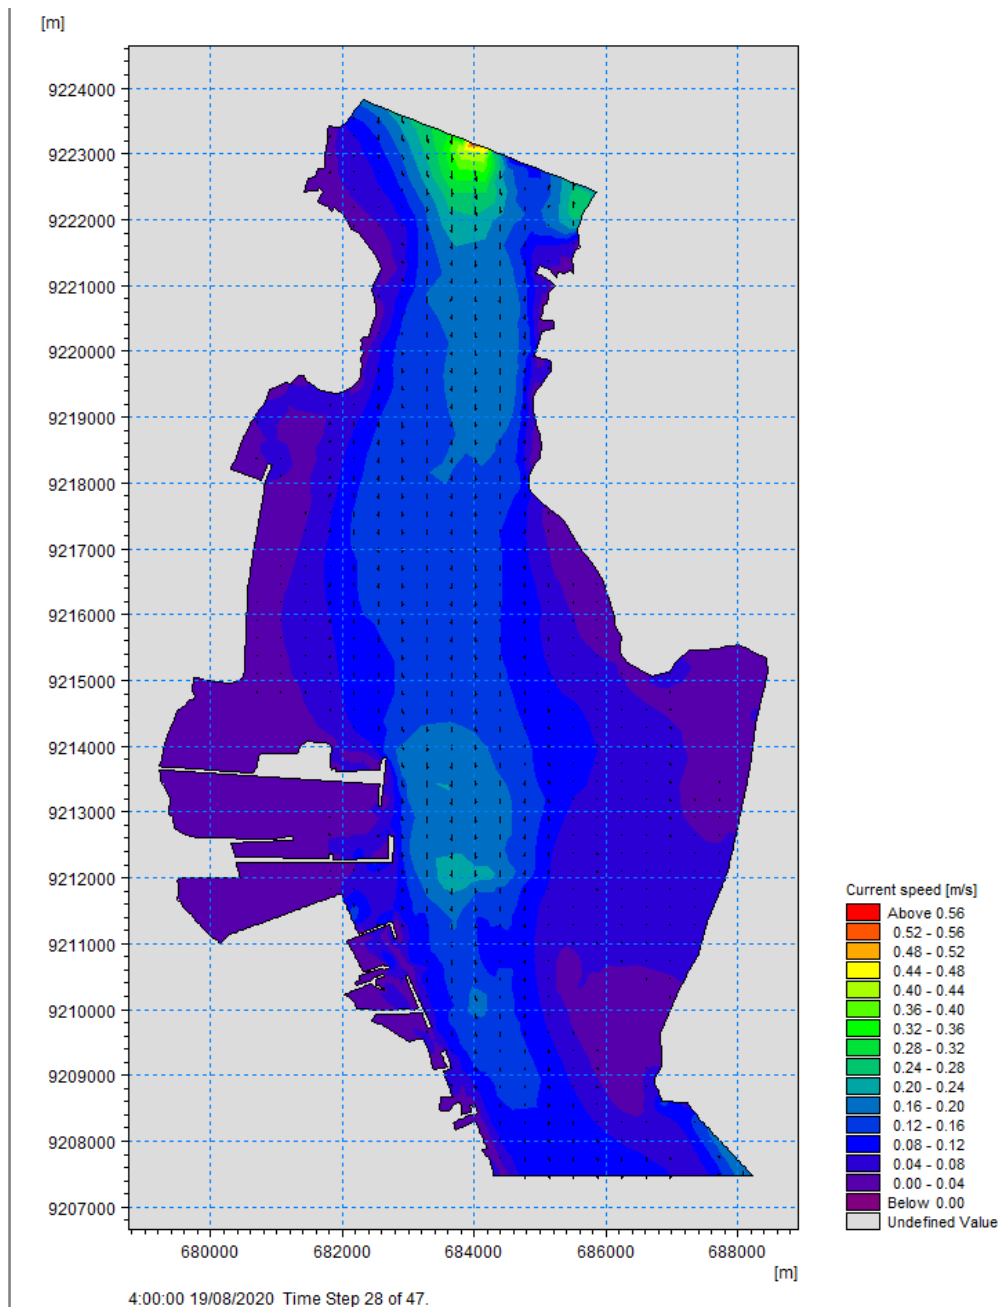 [m]
9224000
9223000
9222000
9221000
9220000
9219000
9218000
9217000
9216000
9215000
9214000
9213000
9212000
9211000
9210000
9209000
9208000
9207000
680000 682000 684000 686000 688000
[m]
Current speed [m/s]
Above 0.56
0.52 - 0.56
0.48 - 0.52
0.44 - 0.48
0.40 - 0.44
0.36 - 0.40
0.32 - 0.36
0.28 - 0.32
0.24 - 0.28
0.20 - 0.24
0.16 - 0.20
0.12 - 0.16
0.08 - 0.12
0.04 - 0.08
0.00 - 0.04
Below 0.00
Undefined Value
4:00:00 19/08/2020 Time Step 28 of 47.